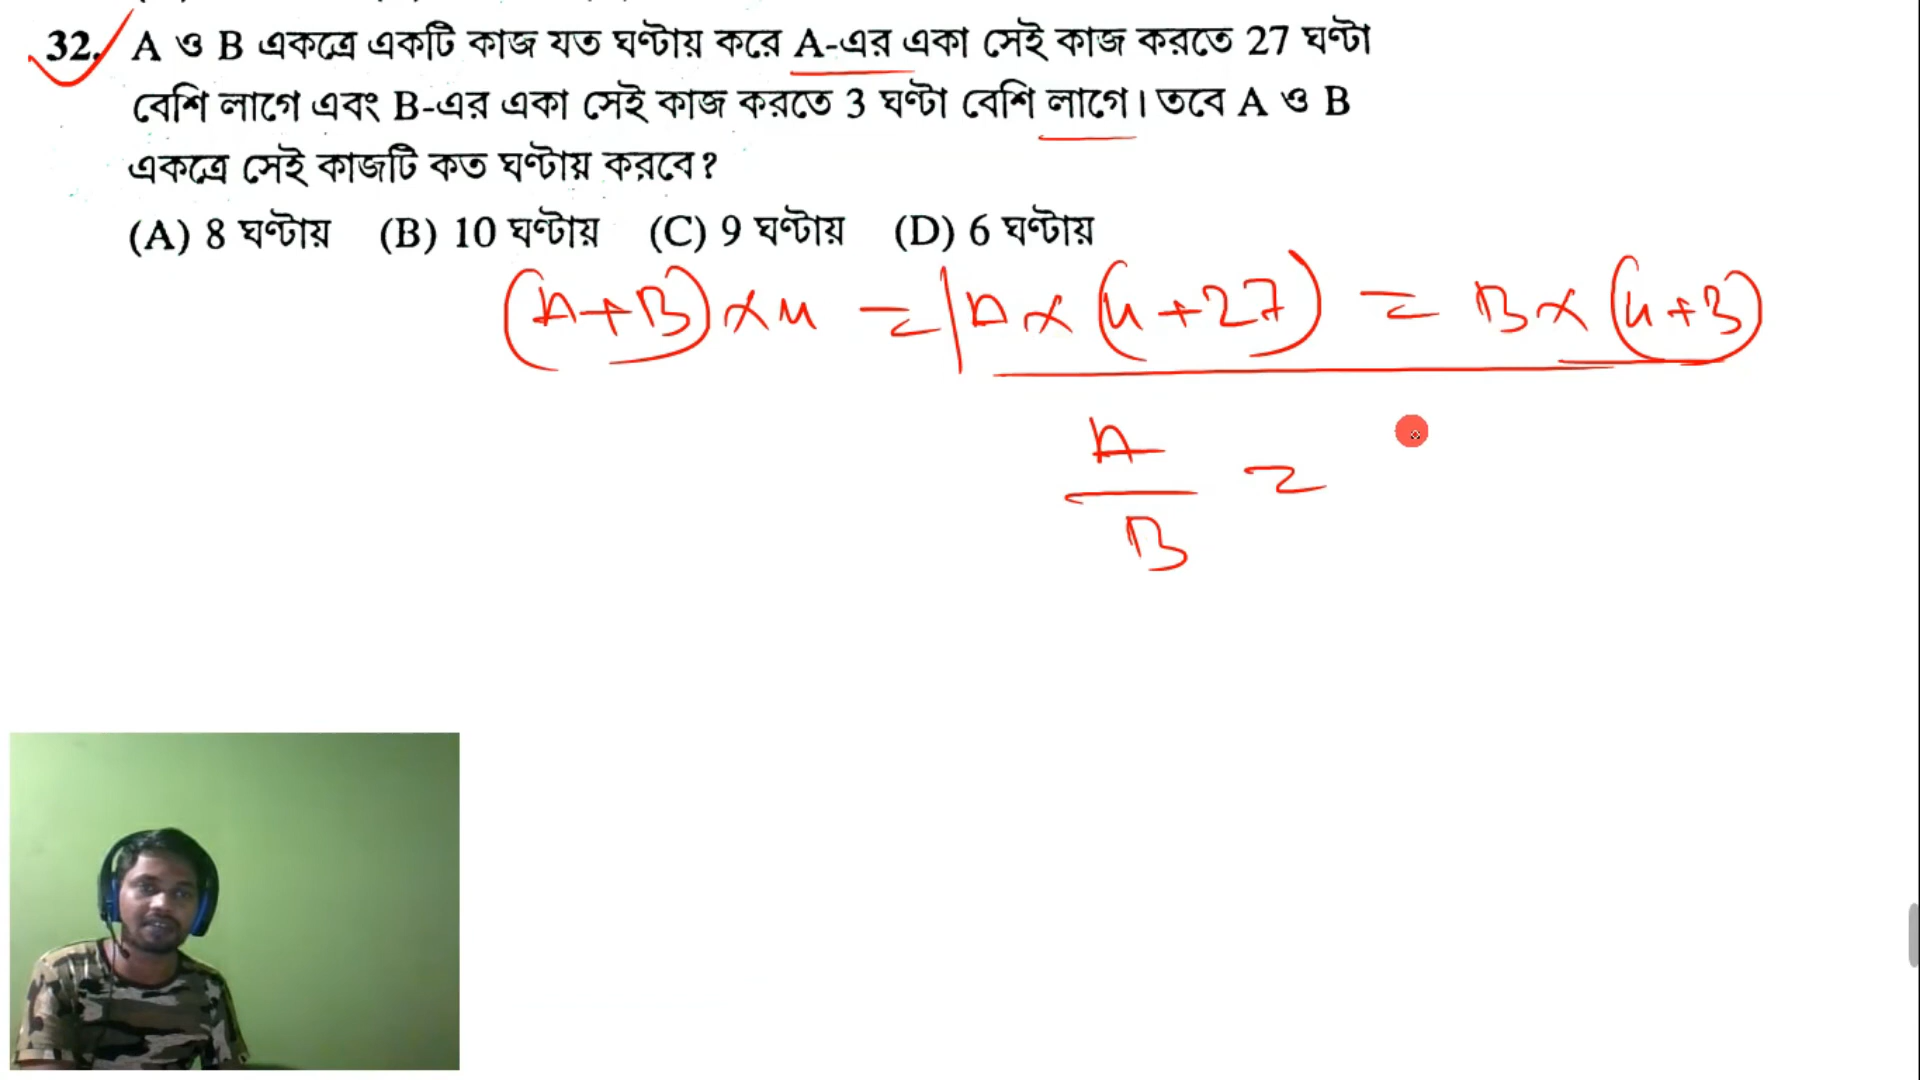 32. A ও B একত্রে একটি কাজ যত ঘণ্টায় করে A-এর একা সেই কাজ করতে 27 ঘণ্টা
বেশি লাগে এবং B-এর একা সেই কাজ করতে 3 ঘণ্টা বেশি লাগে। তবে A ও B
একত্রে সেই কাজটি কত ঘণ্টায় করবে?
(A) 8 ঘণ্টায় (B) 10 ঘণ্টায় (C) 9 ঘণ্টায় (D) 6 ঘণ্টায়
(A+B)×x = A×(x+27) = B×(x+3)
A
B =